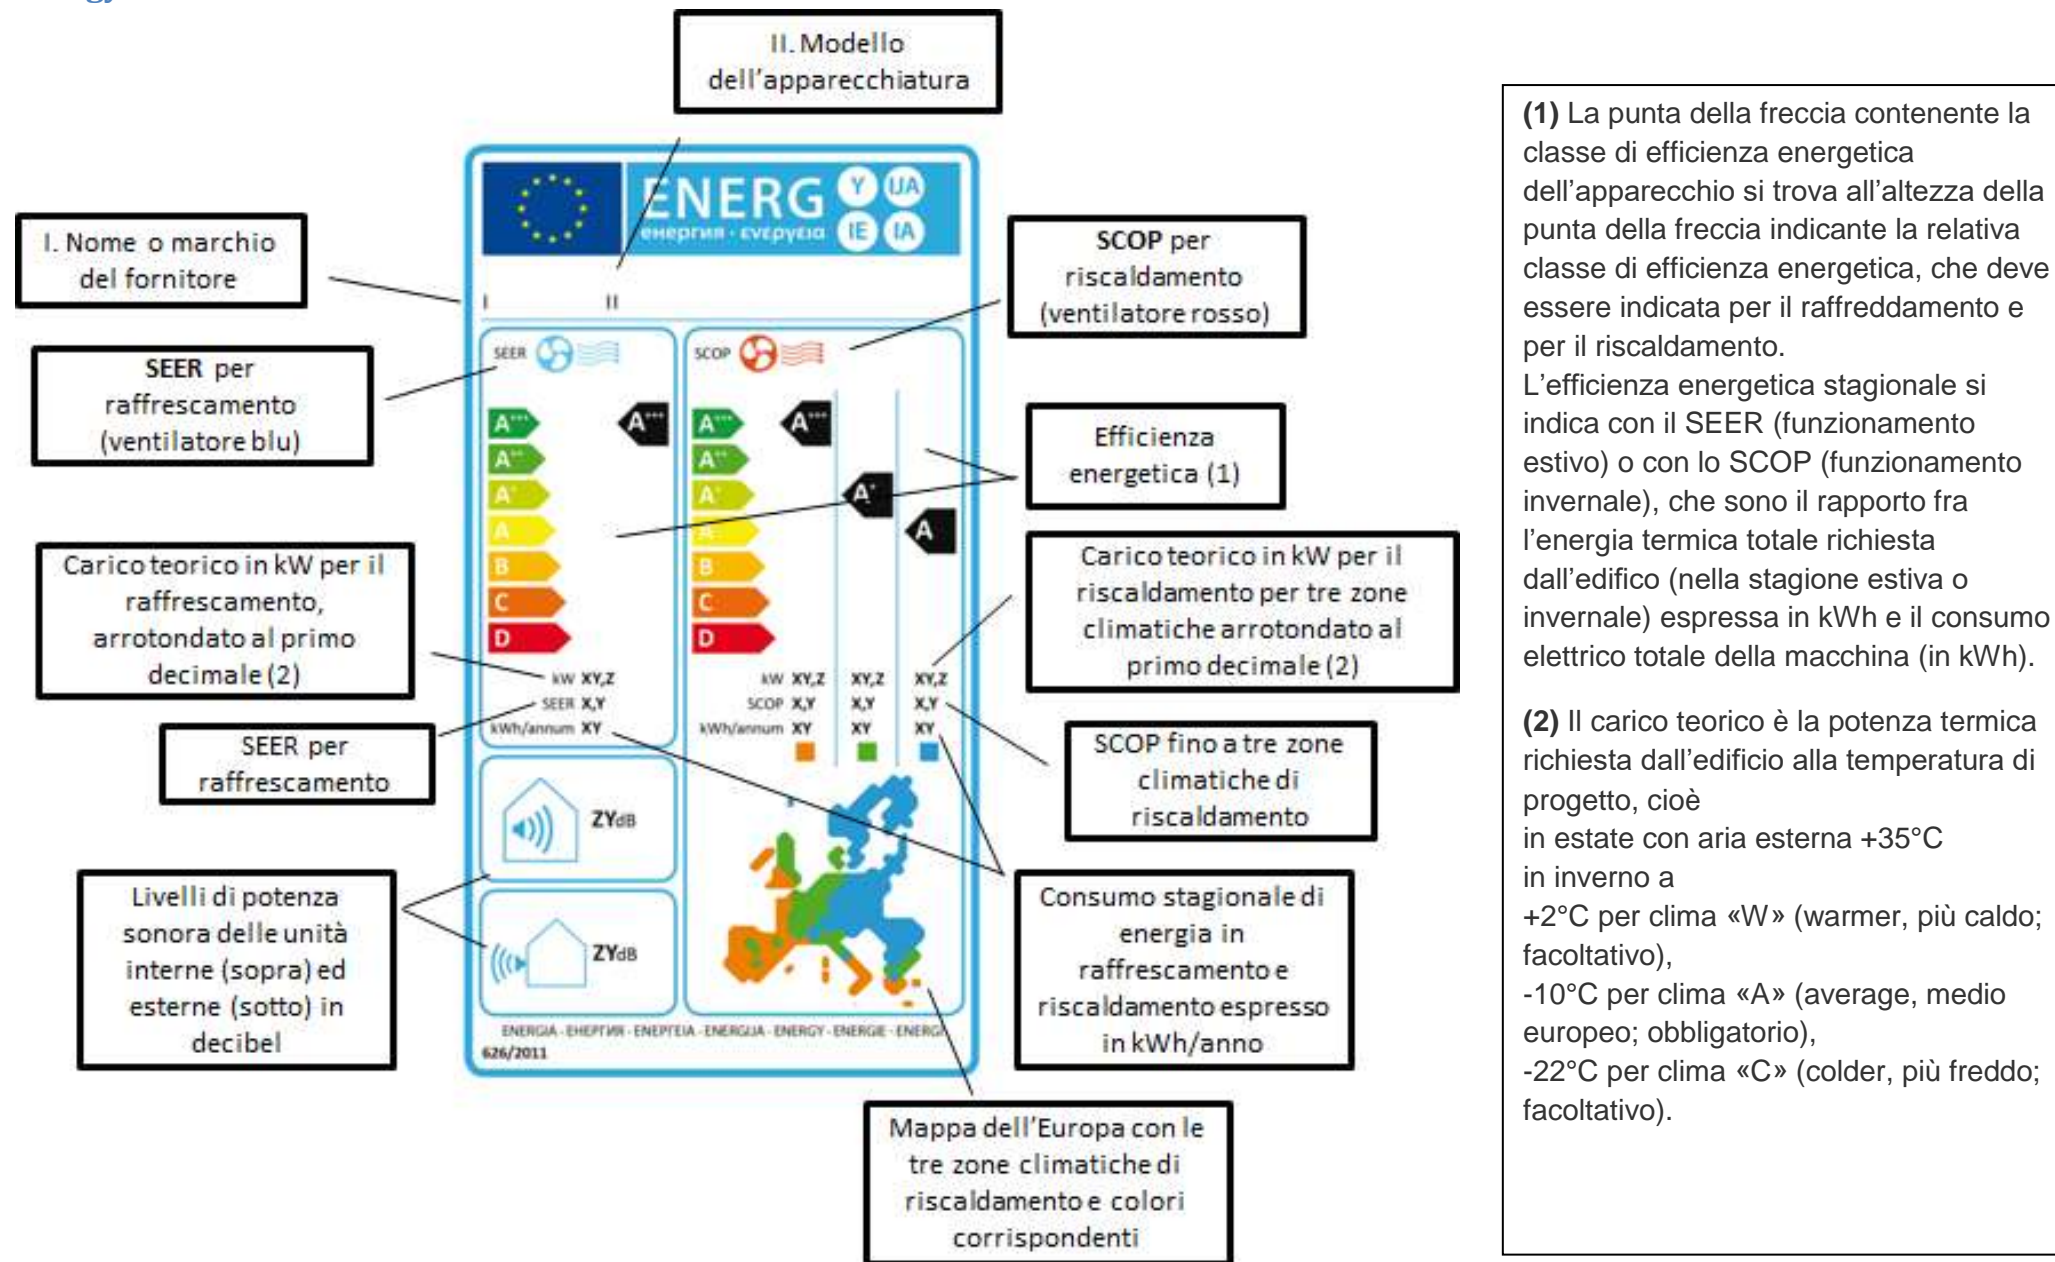 II. Modello
dell'apparecchiatura
I. Nome o marchio
del fornitore
SEER per
raffrescamento
(ventilatore blu)
Carico teorico in kW per il
raffrescamento,
arrotondato al primo
decimale (2)
SEER per
raffrescamento
Livelli di potenza
sonora delle unità
interne (sopra) ed
esterne (sotto) in
decibel
ENERG
енергия · ενεργεια
Y UA
IE IA
I II
SEER
A+++ A+++
A++
A+
A
B
C
D
kW XY,Z
SEER X,Y
kWh/annum XY
SCOP
A+++ A+++
A++
A+ A+
A A
B
C
D
kW XY,Z XY,Z XY,Z
SCOP X,Y X,Y X,Y
kWh/annum XY XY XY
ZYdB
ZYdB
ENERGIA · ЕНЕРГИЯ · ΕΝΕΡΓΕΙΑ · ENERGIJA · ENERGY · ENERGIE · ENERGI
626/2011
SCOP per
riscaldamento
(ventilatore rosso)
Efficienza
energetica (1)
Carico teorico in kW per il
riscaldamento per tre zone
climatiche arrotondato al
primo decimale (2)
SCOP fino a tre zone
climatiche di
riscaldamento
Consumo stagionale di
energia in
raffrescamento e
riscaldamento espresso
in kWh/anno
Mappa dell'Europa con le
tre zone climatiche di
riscaldamento e colori
corrispondenti
(1) La punta della freccia contenente la
classe di efficienza energetica
dell'apparecchio si trova all'altezza della
punta della freccia indicante la relativa
classe di efficienza energetica, che deve
essere indicata per il raffreddamento e
per il riscaldamento.
L'efficienza energetica stagionale si
indica con il SEER (funzionamento
estivo) o con lo SCOP (funzionamento
invernale), che sono il rapporto fra
l'energia termica totale richiesta
dall'edifico (nella stagione estiva o
invernale) espressa in kWh e il consumo
elettrico totale della macchina (in kWh).
(2) Il carico teorico è la potenza termica
richiesta dall'edificio alla temperatura di
progetto, cioè
in estate con aria esterna +35°C
in inverno a
+2°C per clima «W» (warmer, più caldo;
facoltativo),
-10°C per clima «A» (average, medio
europeo; obbligatorio),
-22°C per clima «C» (colder, più freddo;
facoltativo).